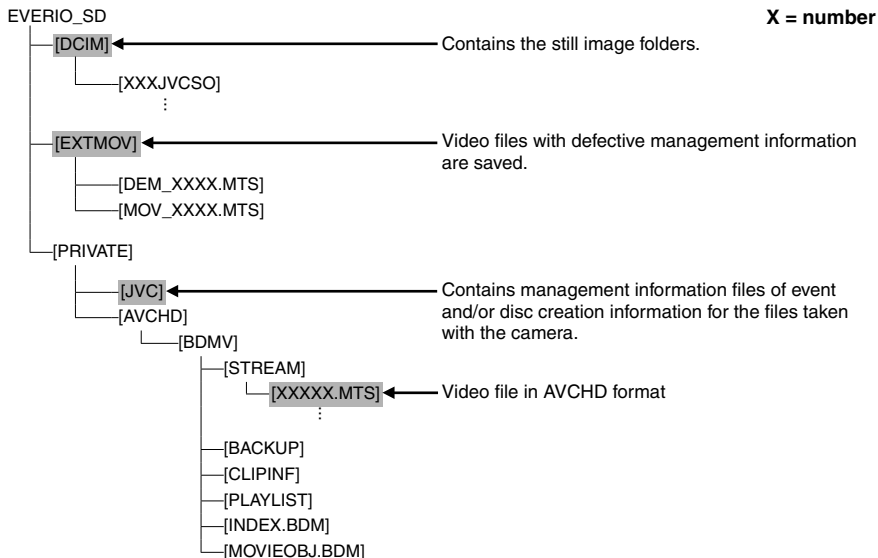 EVERIO_SD
X = number
[DCIM]
Contains the still image folders.
[XXXJVCSO]
[EXTMOV]
Video files with defective management information
are saved.
[DEM_XXXX.MTS]
[MOV_XXXX.MTS]
[PRIVATE]
[JVC]
Contains management information files of event
and/or disc creation information for the files taken
with the camera.
[AVCHD]
[BDMV]
[STREAM]
[XXXXX.MTS]
Video file in AVCHD format
[BACKUP]
[CLIPINF]
[PLAYLIST]
[INDEX.BDM]
[MOVIEOBJ.BDM]